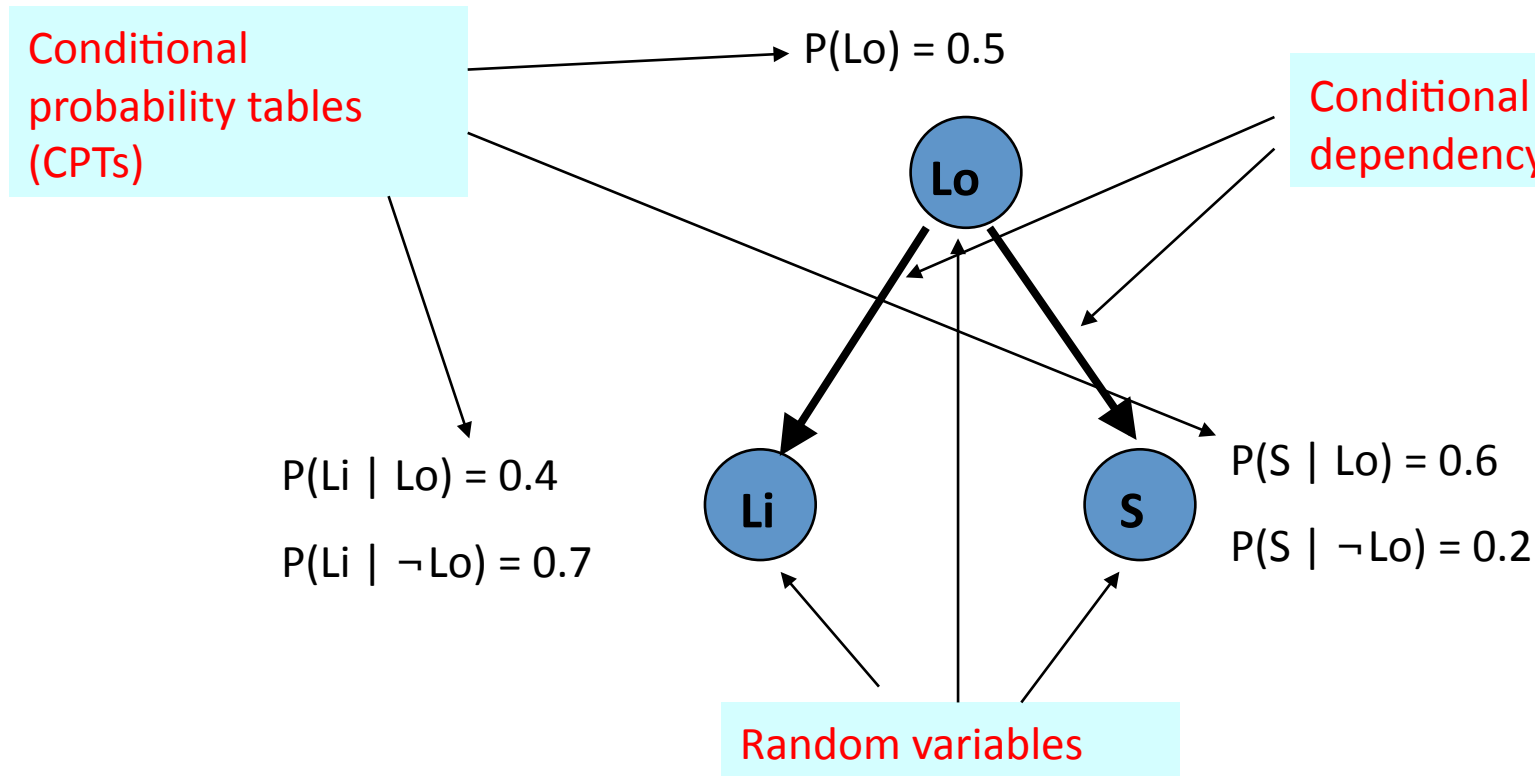 Conditional
probability tables
(CPTs)
P(Lo) = 0.5
Conditional
dependency
Lo
P(Li | Lo) = 0.4
P(Li | ¬Lo) = 0.7
Li
S
P(S | Lo) = 0.6
P(S | ¬Lo) = 0.2
Random variables